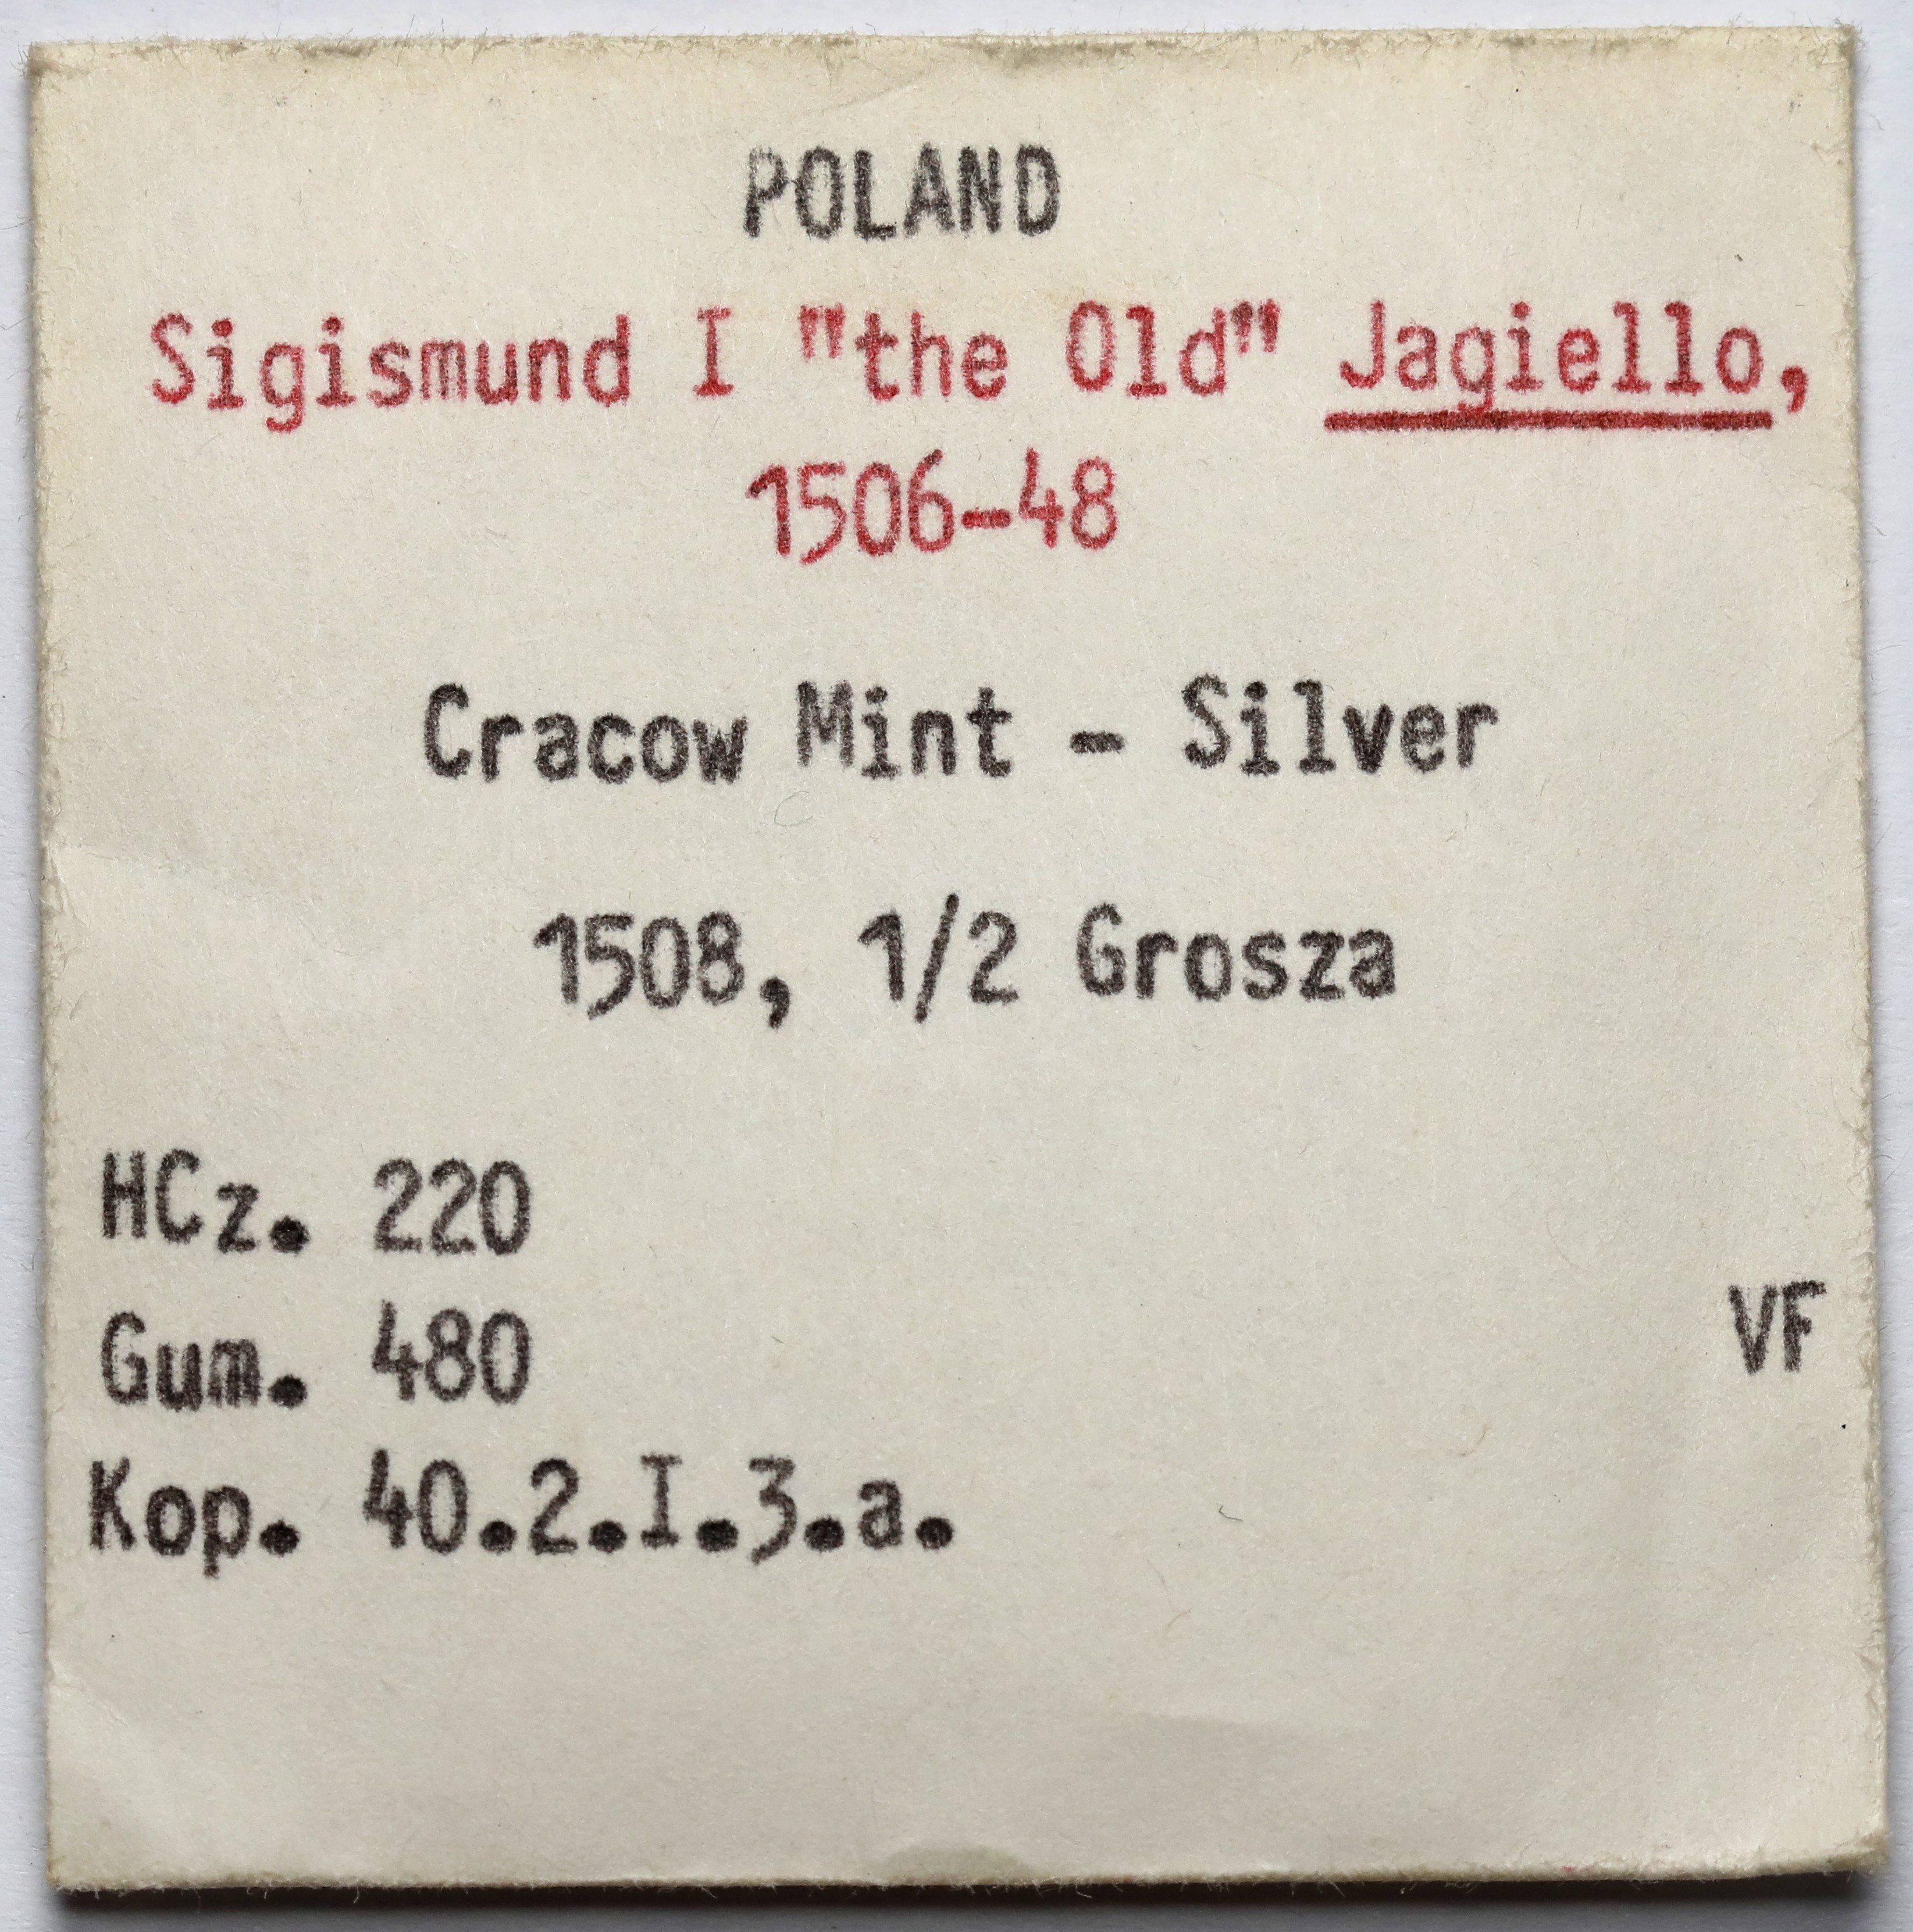 POLAND
Sigismund I "the Old" Jagiello,
1506-48
Cracow Mint - Silver
1508, 1/2 Grosza
HCz. 220
Gum. 480
VF
Kop. 40.2.I.3.a.